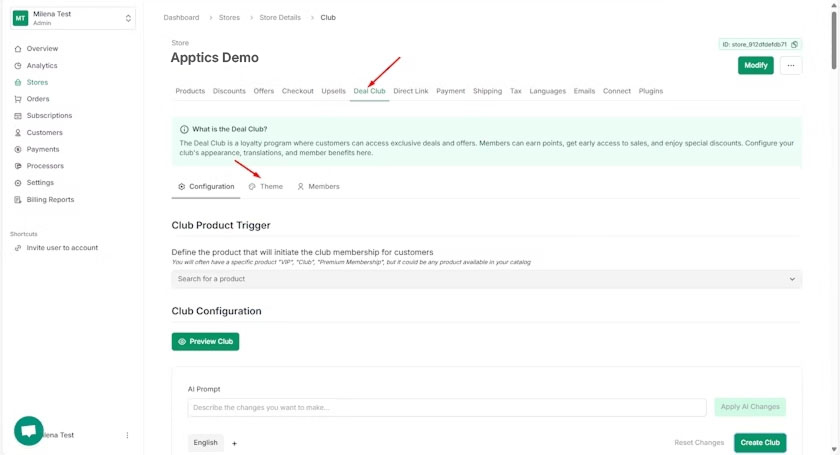 MT
Milena Test
Admin
Overview
Analytics
Stores
Orders
Subscriptions
Customers
Payments
Processors
Settings
Billing Reports
Shortcuts
Invite user to account
lena Test
Dashboard > Stores > Store Details > Club
Store
Apptics Demo
ID: store_912dfdefdb71
Modify
...
Products Discounts Offers Checkout Upsells Deal Club Direct Link Payment Shipping Tax Languages Emails Connect Plugins
What is the Deal Club?
The Deal Club is a loyalty program where customers can access exclusive deals and offers. Members can earn points, get early access to sales, and enjoy special discounts. Configure your
club's appearance, translations, and member benefits here.
Configuration Theme Members
Club Product Trigger
Define the product that will initiate the club membership for customers
You will often have a specific product "VIP", "Club", "Premium Membership", but it could be any product available in your catalog
Search for a product
Club Configuration
Preview Club
AI Prompt
Describe the changes you want to make...
Apply AI Changes
English +
Reset Changes
Create Club